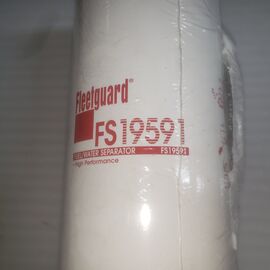 Fleetguard®
FS19591
FUEL/WATER SEPARATOR FS19591
High Performance